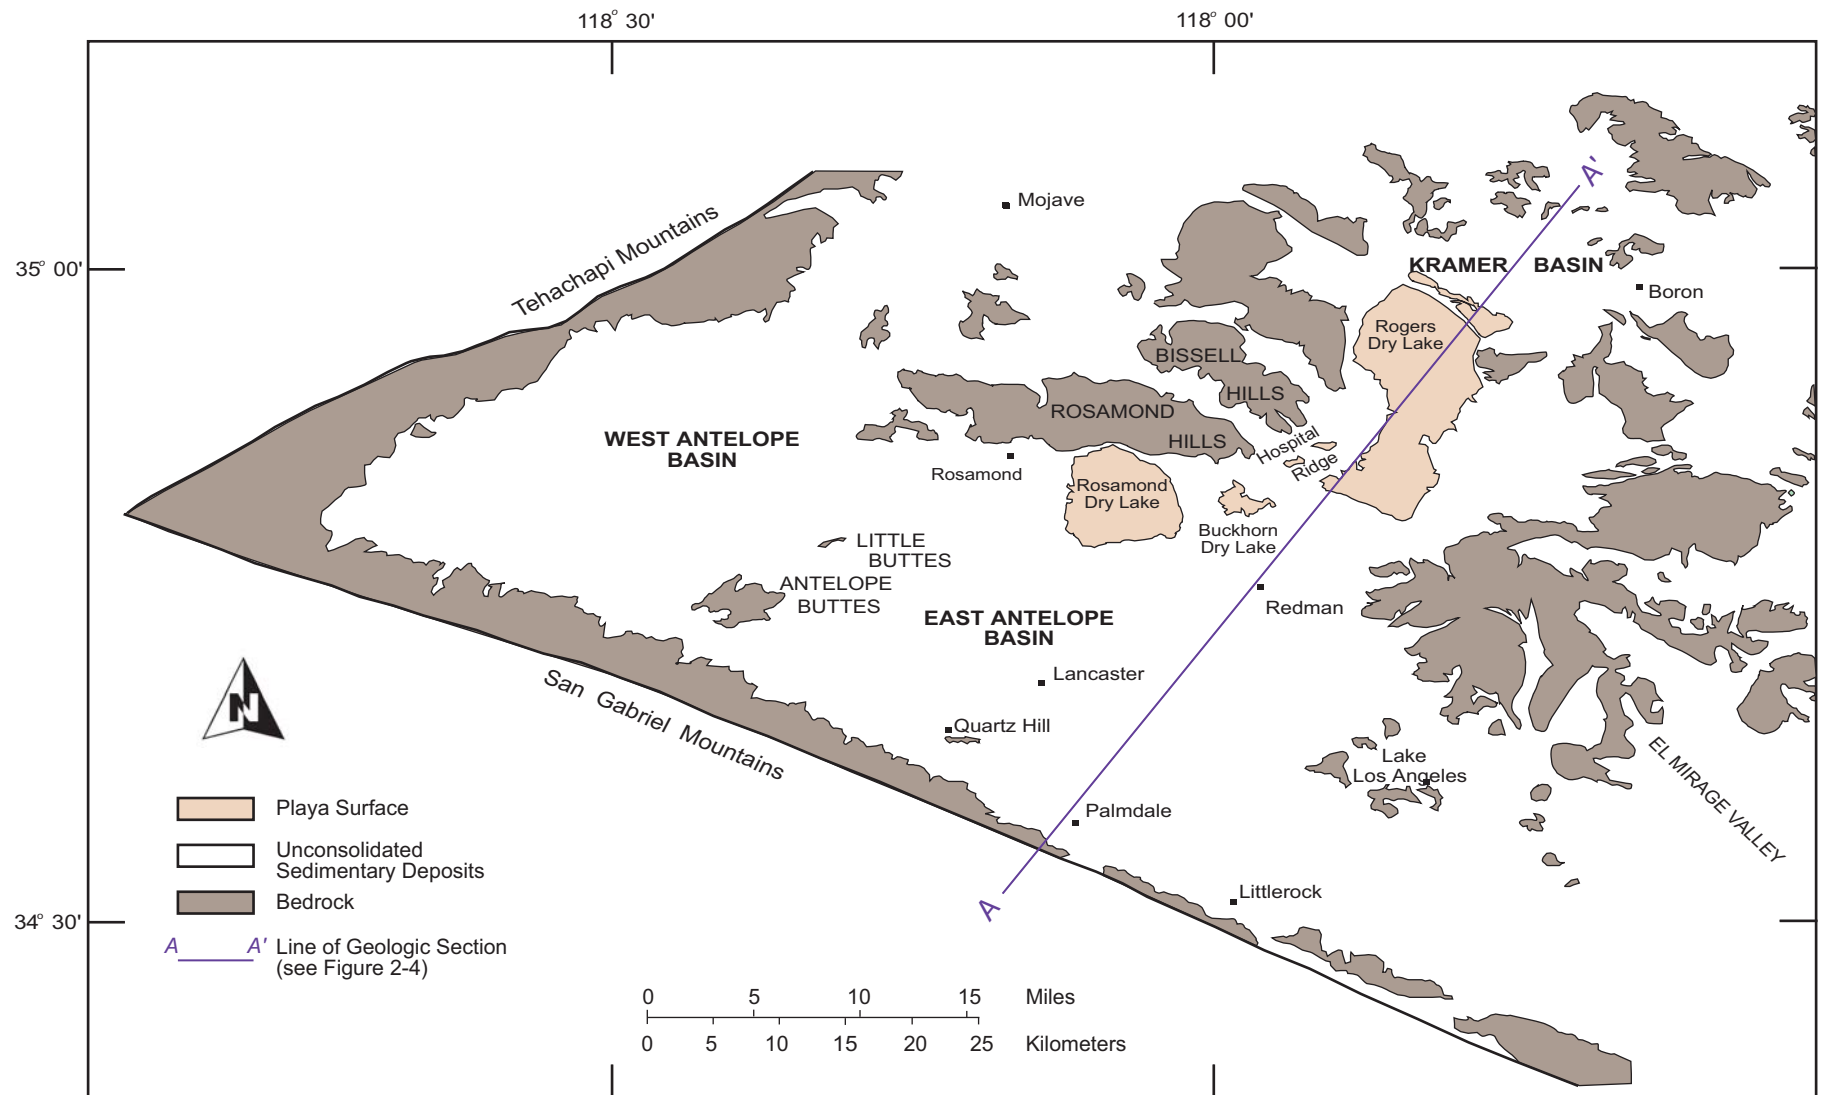 118° 30'
118° 00'
Mojave
A'
Tehachapi Mountains
35° 00'
KRAMER BASIN
Boron
Rogers
Dry Lake
BISSELL
HILLS
ROSAMOND
HILLS
WEST ANTELOPE
BASIN
Hospital
Ridge
Rosamond
Rosamond
Dry Lake
Buckhorn
Dry Lake
LITTLE
BUTTES
ANTELOPE
BUTTES
EAST ANTELOPE
BASIN
Redman
Lancaster
San Gabriel Mountains
N
Quartz Hill
Lake
Los Angeles
EL MIRAGE VALLEY
Palmdale
Playa Surface
Unconsolidated
Sedimentary Deposits
Bedrock
Littlerock
A
34° 30'
A A' Line of Geologic Section
(see Figure 2-4)
0 5 10 15 Miles
0 5 10 15 20 25 Kilometers